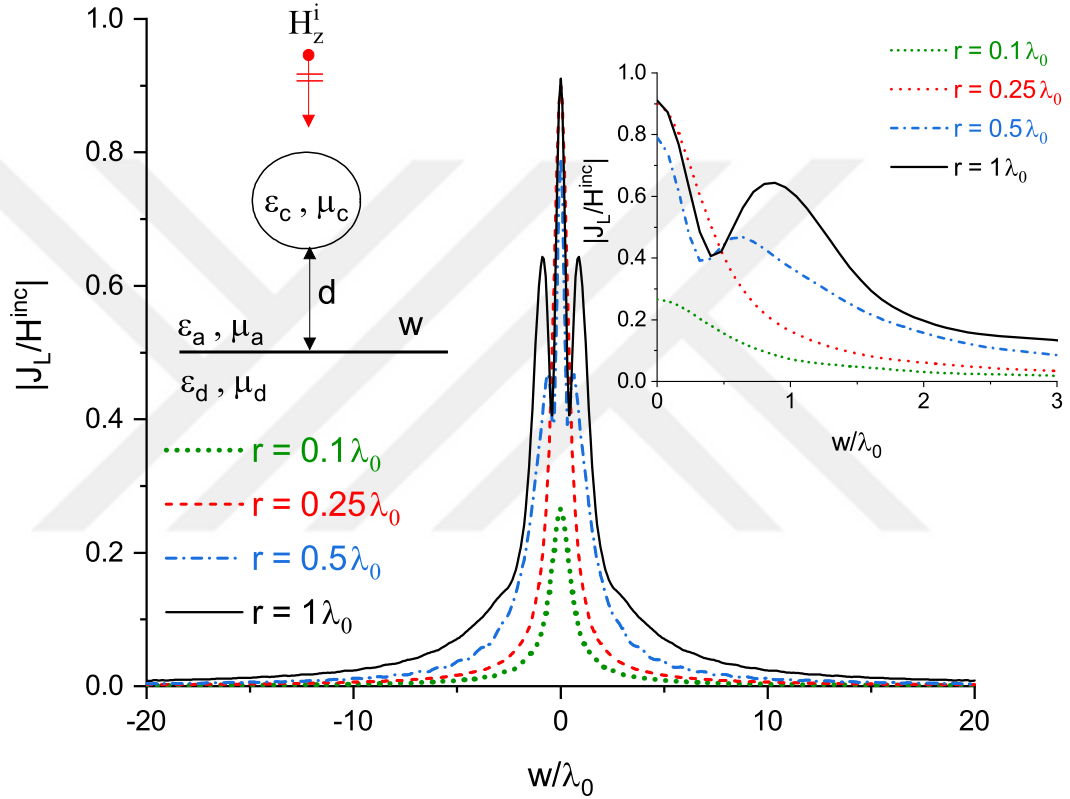 |J_L/H^inc|
1.0
0.8
0.6
0.4
0.2
0.0
-20
-10
0
10
20
w/λ_0
H_z^i
ε_c , μ_c
d
ε_a , μ_a
w
ε_d , μ_d
r = 0.1λ_0
r = 0.25λ_0
r = 0.5λ_0
r = 1λ_0
r = 0.1λ_0
r = 0.25λ_0
r = 0.5λ_0
r = 1λ_0
|J_L/H^inc|
1.0
0.8
0.6
0.4
0.2
0.0
0
1
2
3
w/λ_0